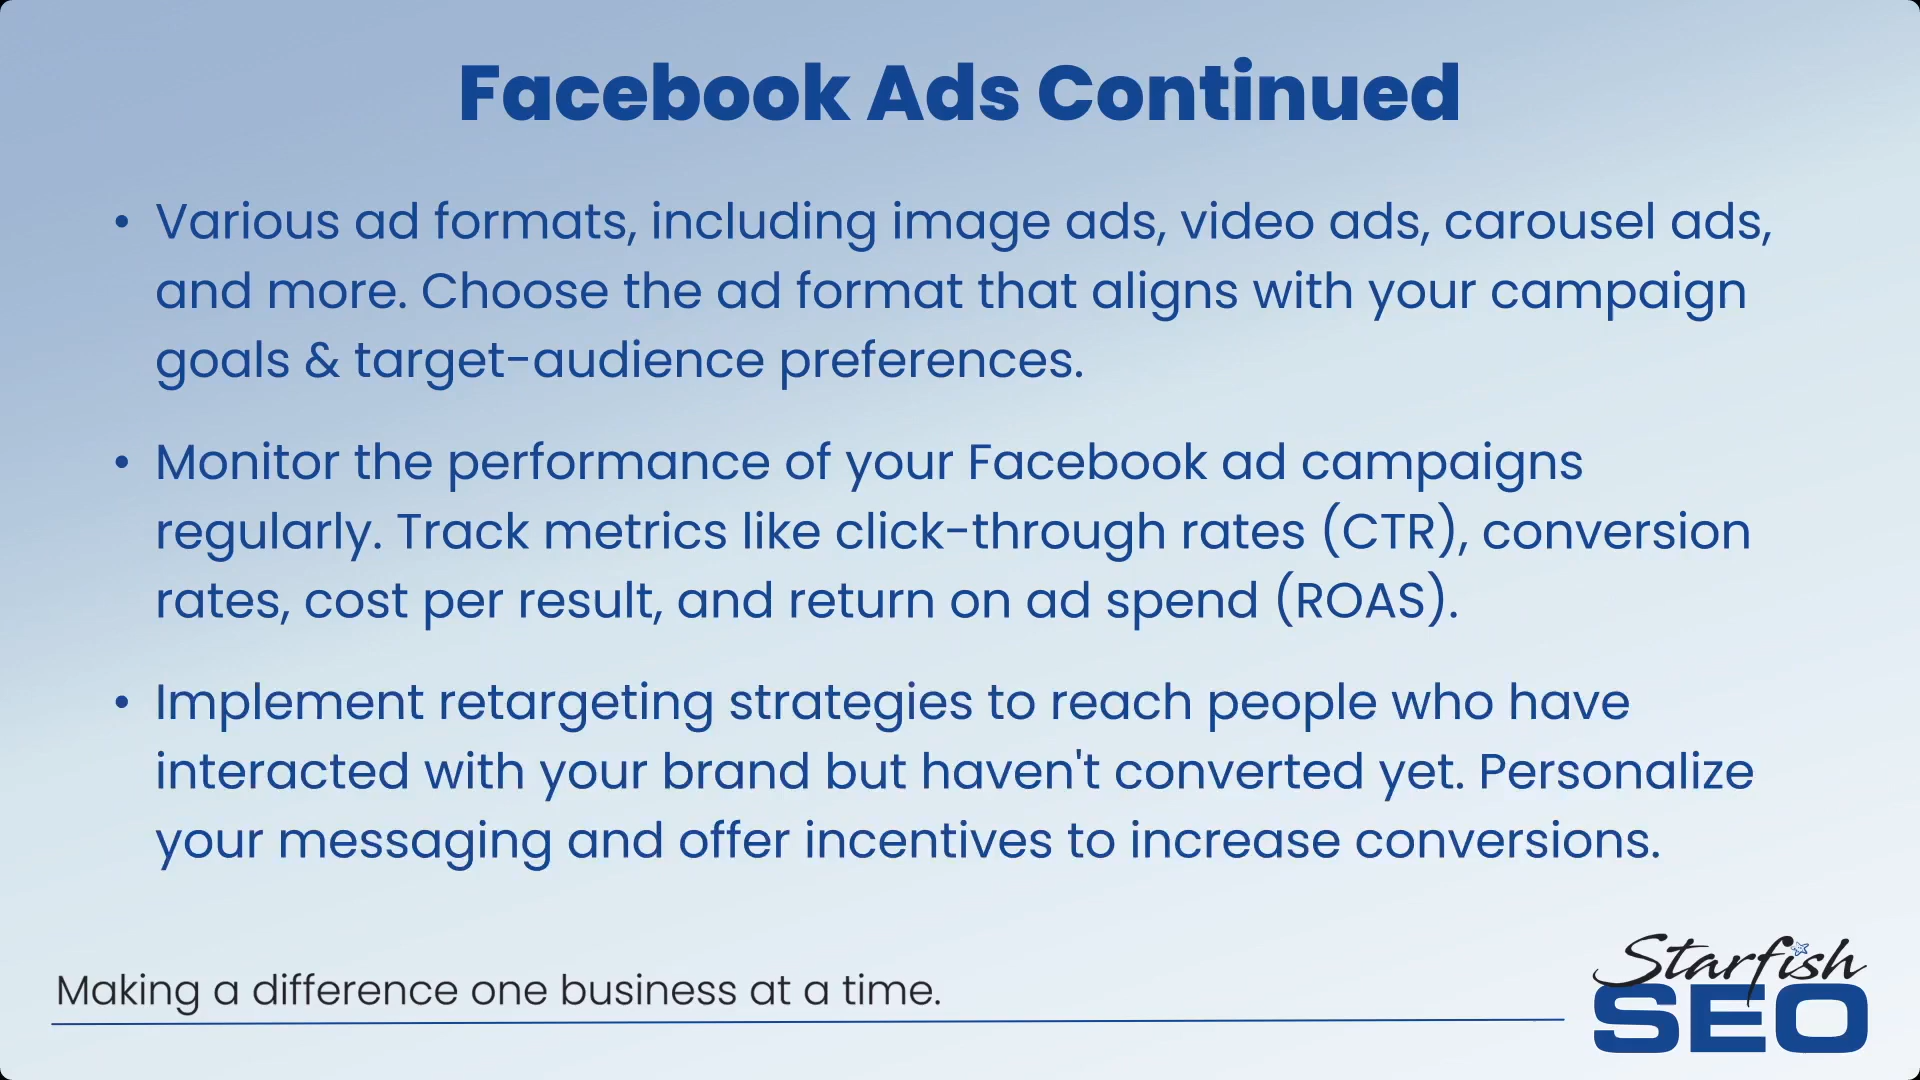 Facebook Ads Continued
• Various ad formats, including image ads, video ads, carousel ads,
and more. Choose the ad format that aligns with your campaign
goals & target-audience preferences.
• Monitor the performance of your Facebook ad campaigns
regularly. Track metrics like click-through rates (CTR), conversion
rates, cost per result, and return on ad spend (ROAS).
• Implement retargeting strategies to reach people who have
interacted with your brand but haven't converted yet. Personalize
your messaging and offer incentives to increase conversions.
Making a difference one business at a time.
Starfish
SEO